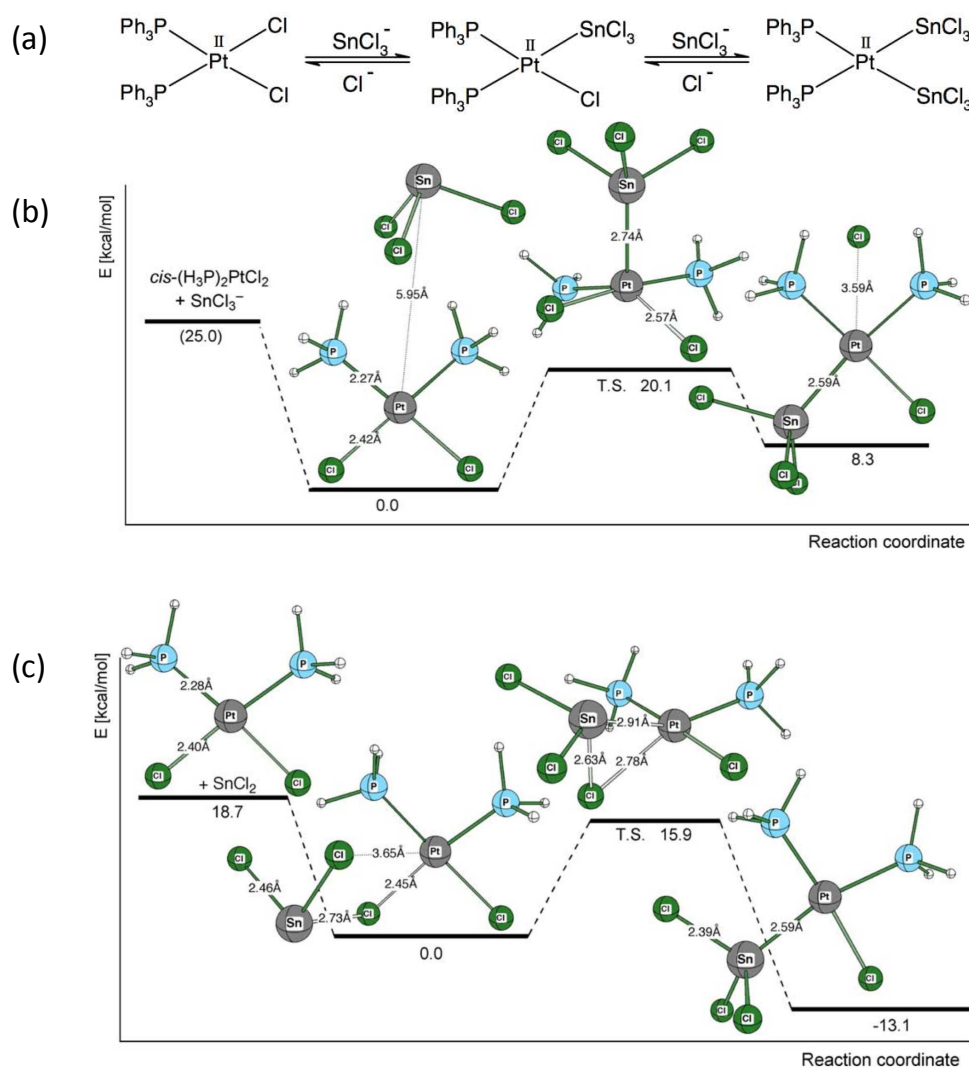 (a)
Ph3P Cl SnCl3- Ph3P II SnCl3 SnCl3- Ph3P II SnCl3
II Pt Pt Pt
Ph3P Cl Cl- Ph3P Cl Cl- Ph3P SnCl3
(b)
E [kcal/mol]
cis-(H3P)2PtCl2
+ SnCl3−
(25.0)
Sn
Cl
Cl
Cl
5.95Å
P
P
2.27Å
Pt
2.42Å
Cl
Cl
0.0
Cl
Cl
Cl
Sn
2.74Å
P
Pt
P
Cl
2.57Å
Cl
T.S. 20.1
Cl
P
3.59Å
P
Pt
2.59Å
Cl
Sn
Cl
Cl
Cl
8.3
Reaction coordinate
(c)
E [kcal/mol]
P
P
2.28Å
Pt
2.40Å
Cl
Cl
+ SnCl2
18.7
P
P
Cl
Cl
3.65Å
Pt
2.46Å
2.45Å
Sn
2.73Å
Cl
Cl
0.0
Cl
P
P
Sn
2.91Å
Pt
Cl
2.63Å
2.78Å
Cl
Cl
T.S. 15.9
P
P
Pt
Cl
2.59Å
2.39Å
Sn
Cl
Cl
Cl
-13.1
Reaction coordinate